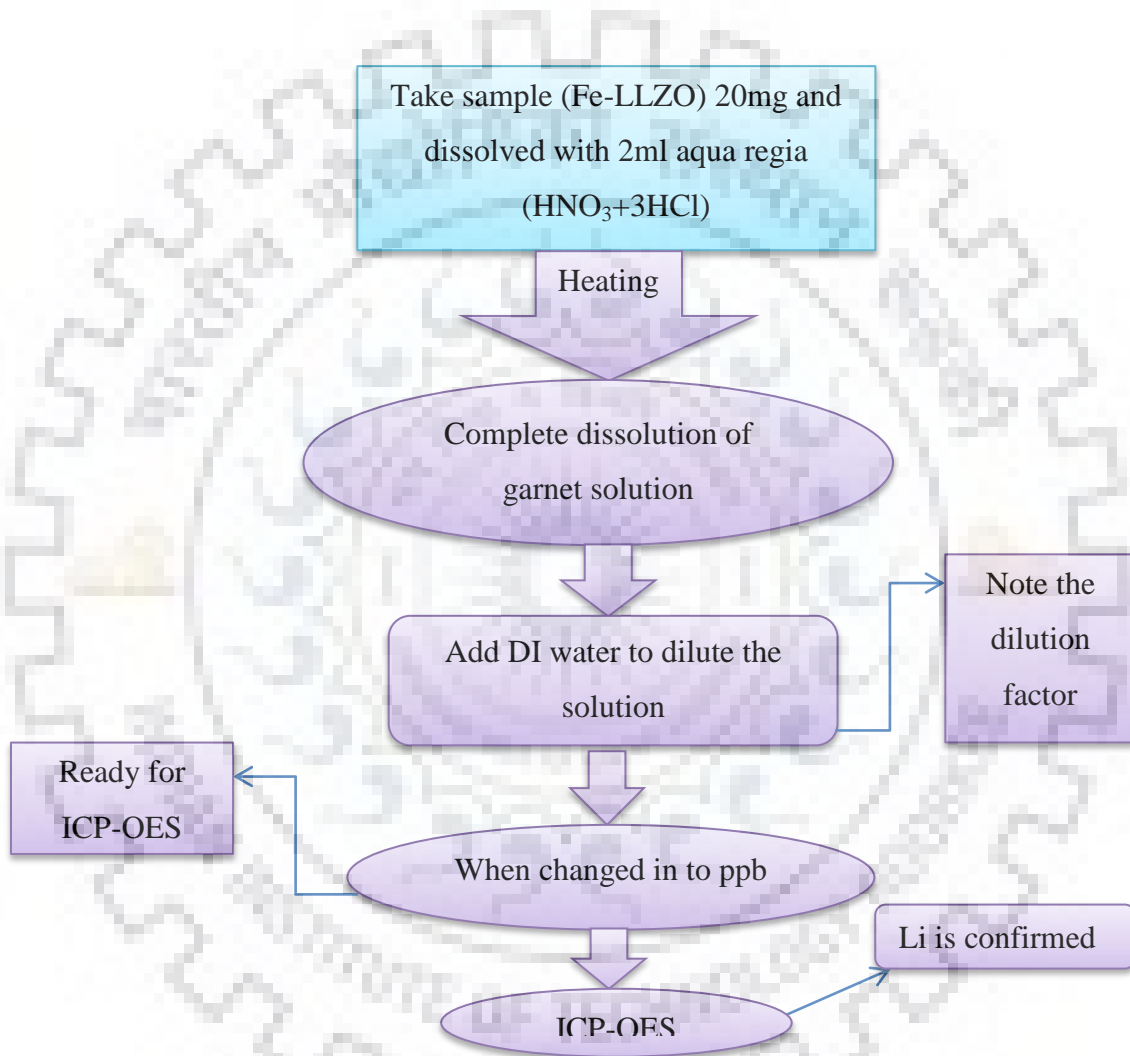 Take sample (Fe-LLZO) 20mg and
dissolved with 2ml aqua regia
(HNO₃+3HCl)
Heating
Complete dissolution of
garnet solution
Add DI water to dilute the
solution
Note the
dilution
factor
Ready for
ICP-OES
When changed in to ppb
Li is confirmed
ICP-OES